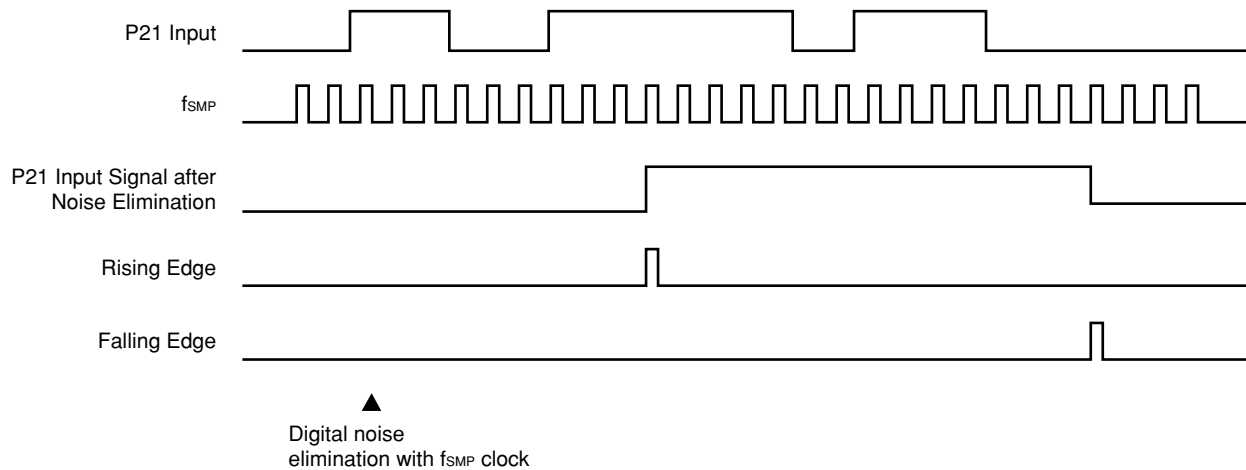 P21 Input
fSMP
P21 Input Signal after
Noise Elimination
Rising Edge
Falling Edge
▲
Digital noise
elimination with fSMP clock